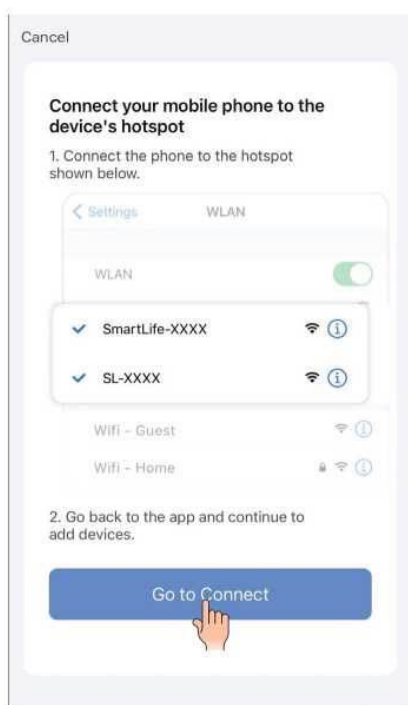 Cancel
Connect your mobile phone to the
device's hotspot
1. Connect the phone to the hotspot
shown below.
Settings WLAN
WLAN
SmartLife-XXXX
SL-XXXX
Wifi - Guest
Wifi - Home
2. Go back to the app and continue to
add devices.
Go to Connect